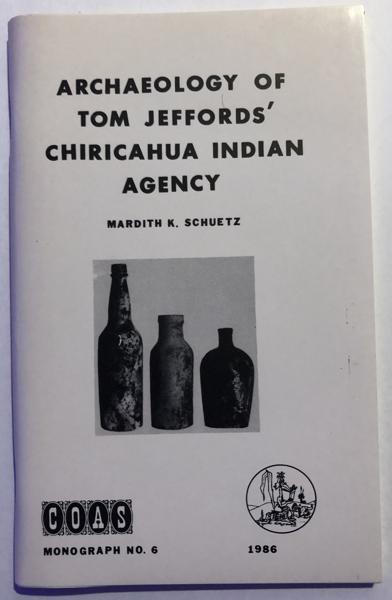 ARCHAEOLOGY OF
TOM JEFFORDS'
CHIRICAHUA INDIAN
AGENCY
MARDITH K. SCHUETZ
COAS
MONOGRAPH NO. 6
1986